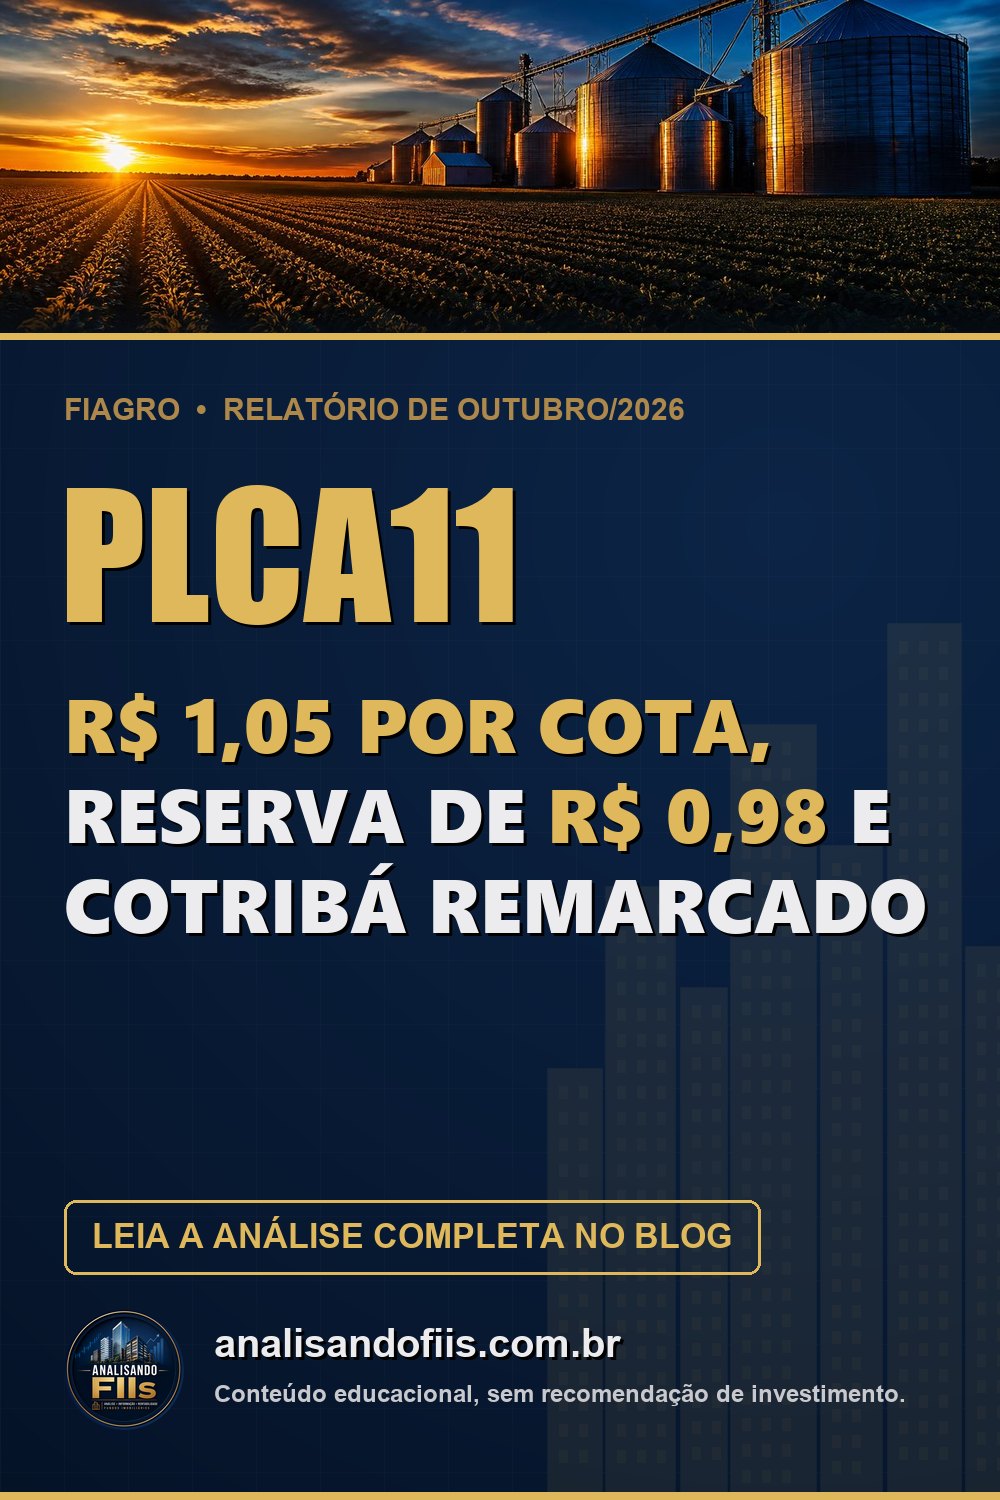 FIAGRO • RELATÓRIO DE OUTUBRO/2026
PLCA11
R$ 1,05 POR COTA,
RESERVA DE R$ 0,98 E
COTRIBÁ REMARCADO
LEIA A ANÁLISE COMPLETA NO BLOG
ANALISANDO
FIIs
analisandofiis.com.br
Conteúdo educacional, sem recomendação de investimento.